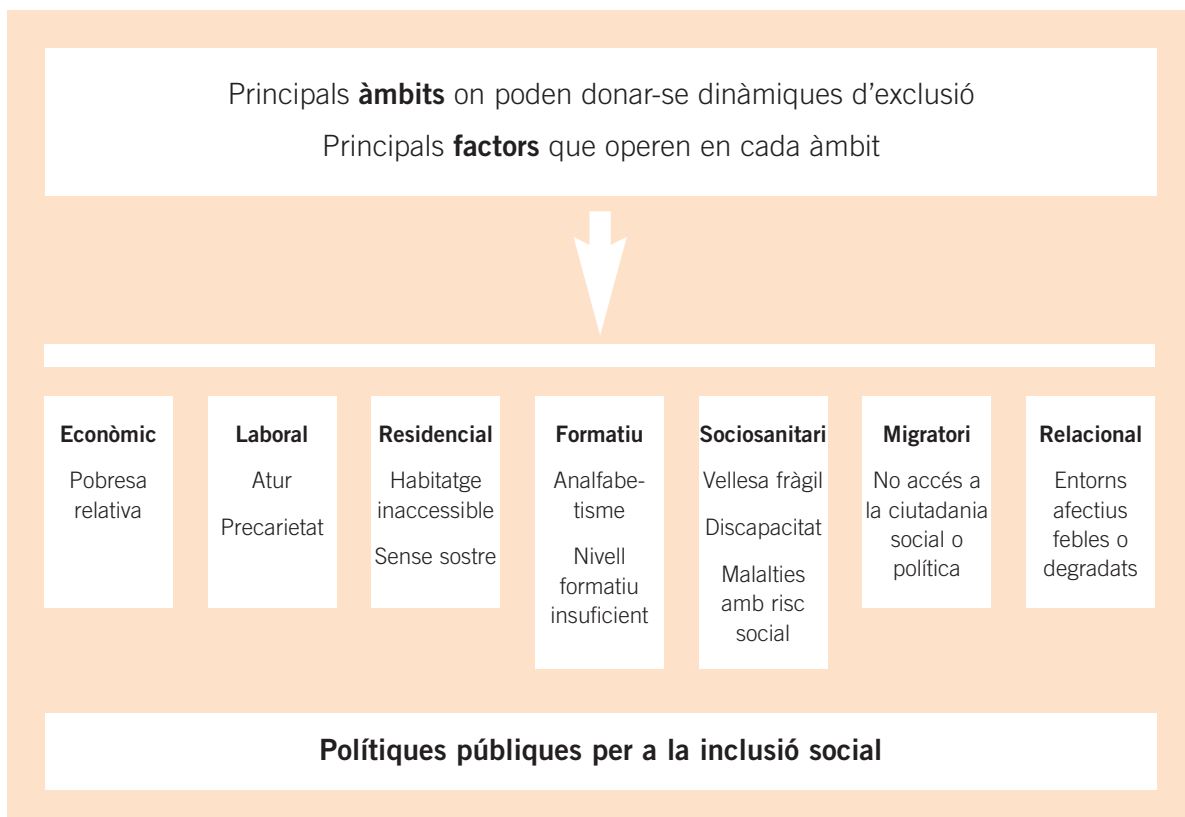 Principals àmbits on poden donar-se dinàmiques d'exclusió
Principals factors que operen en cada àmbit
Econòmic
Pobresa
relativa
Laboral
Atur
Precarietat
Residencial
Habitatge
inaccessible
Sense sostre
Formatiu
Analfabe-
tisme
Nivell
formatiu
insuficient
Sociosanitari
Vellesa fràgil
Discapacitat
Malalties
amb risc
social
Migratori
No accés a
la ciutadania
social o
política
Relacional
Entorns
afectius
febles o
degradats
Polítiques públiques per a la inclusió social